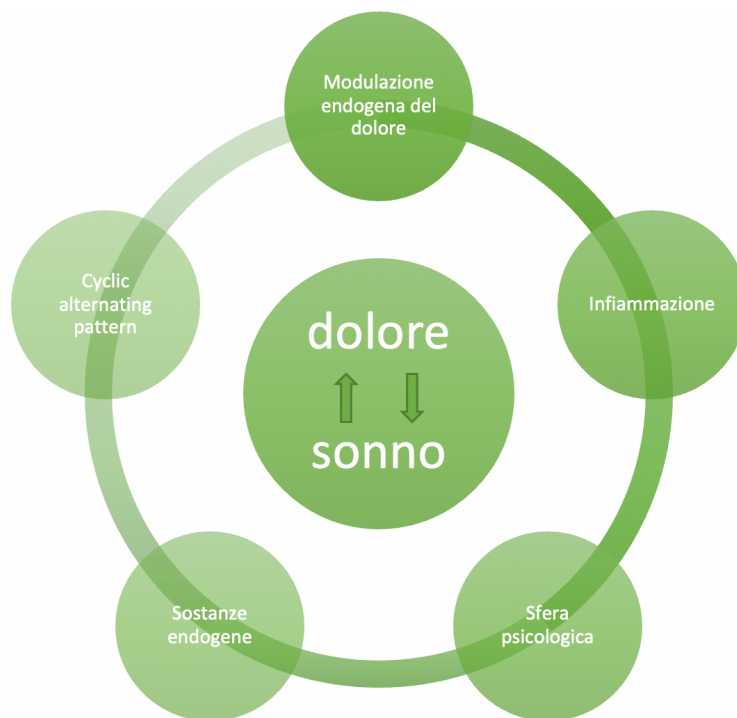 Modulazione
endogena del
dolore
Cyclic
alternating
pattern
Infiammazione
dolore
sonno
Sostanze
endogene
Sfera
psicologica